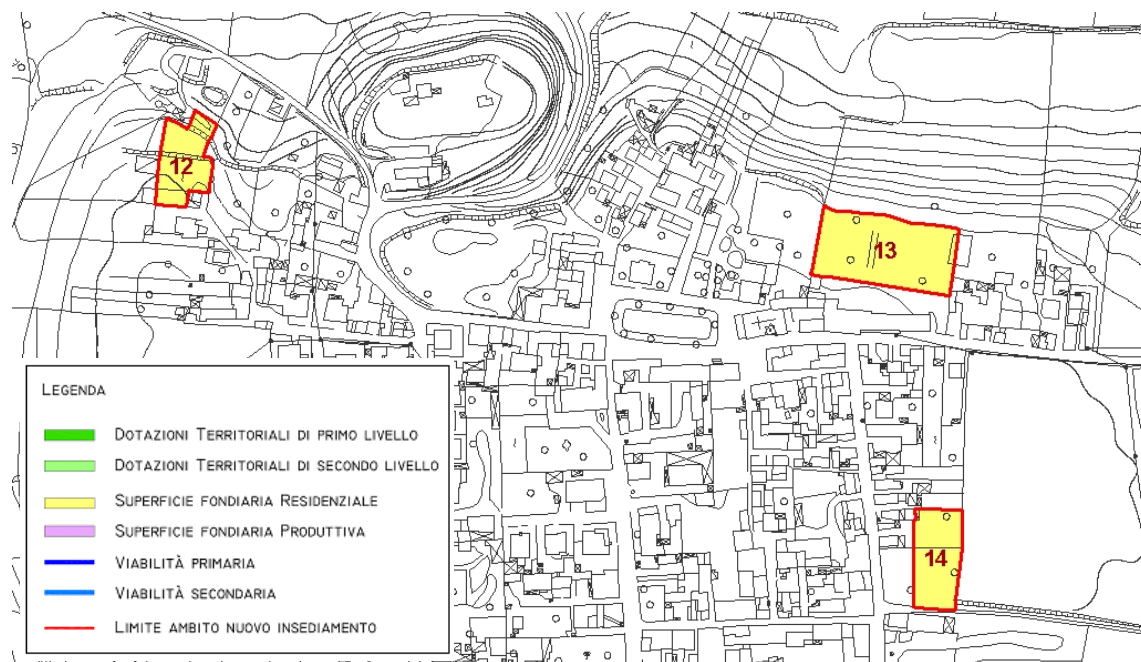 12
13
14
LEGENDA
DOTAZIONI TERRITORIALI DI PRIMO LIVELLO
DOTAZIONI TERRITORIALI DI SECONDO LIVELLO
SUPERFICIE FONDIARIA RESIDENZIALE
SUPERFICIE FONDIARIA PRODUTTIVA
VIABILITÀ PRIMARIA
VIABILITÀ SECONDARIA
LIMITE AMBITO NUOVO INSEDIAMENTO